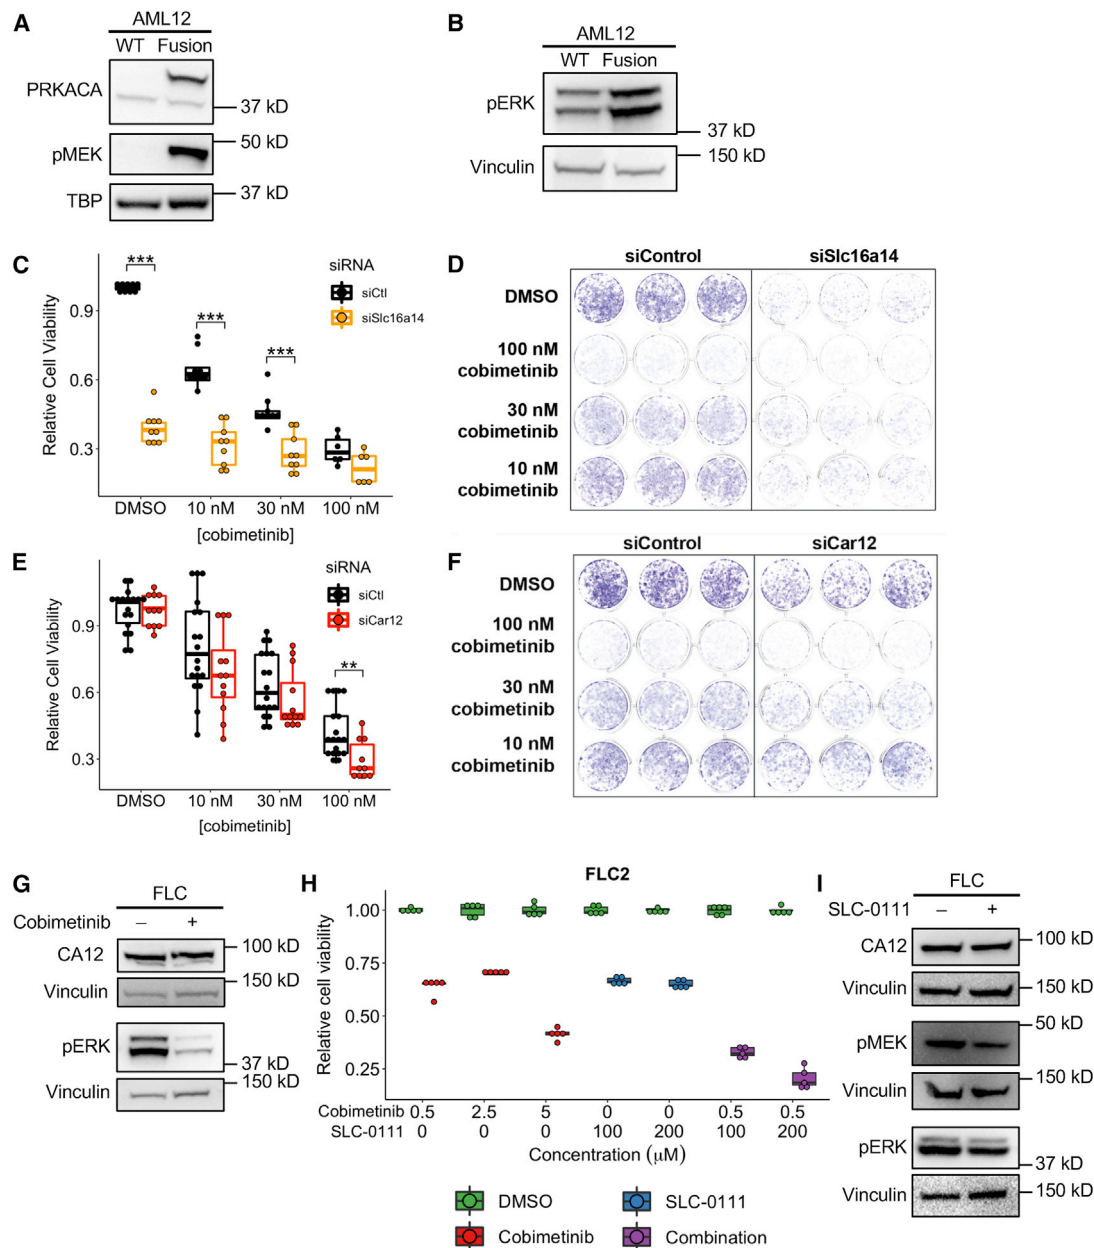 A
AML12
WT Fusion
PRKACA
37 kD
pMEK
50 kD
TBP
37 kD
B
AML12
WT Fusion
pERK
37 kD
Vinculin
150 kD
C
Relative Cell Viability
0.9
0.6
0.3
***
***
***
siRNA
siCtl
siSlc16a14
DMSO 10 nM 30 nM 100 nM
[cobimetinib]
D
siControl siSlc16a14
DMSO
100 nM
cobimetinib
30 nM
cobimetinib
10 nM
cobimetinib
E
Relative Cell Viability
0.9
0.6
0.3
**
siRNA
siCtl
siCar12
DMSO 10 nM 30 nM 100 nM
[cobimetinib]
F
siControl siCar12
DMSO
100 nM
cobimetinib
30 nM
cobimetinib
10 nM
cobimetinib
G
FLC
Cobimetinib – +
CA12
100 kD
Vinculin
150 kD
pERK
37 kD
Vinculin
150 kD
H
FLC2
Relative cell viability
1.00
0.75
0.50
0.25
Cobimetinib 0.5 2.5 5 0 0 0.5 0.5
SLC-0111 0 0 0 100 200 100 200
Concentration (μM)
DMSO
SLC-0111
Cobimetinib
Combination
I
FLC
SLC-0111 – +
CA12
100 kD
Vinculin
150 kD
pMEK
50 kD
Vinculin
150 kD
pERK
37 kD
Vinculin
150 kD